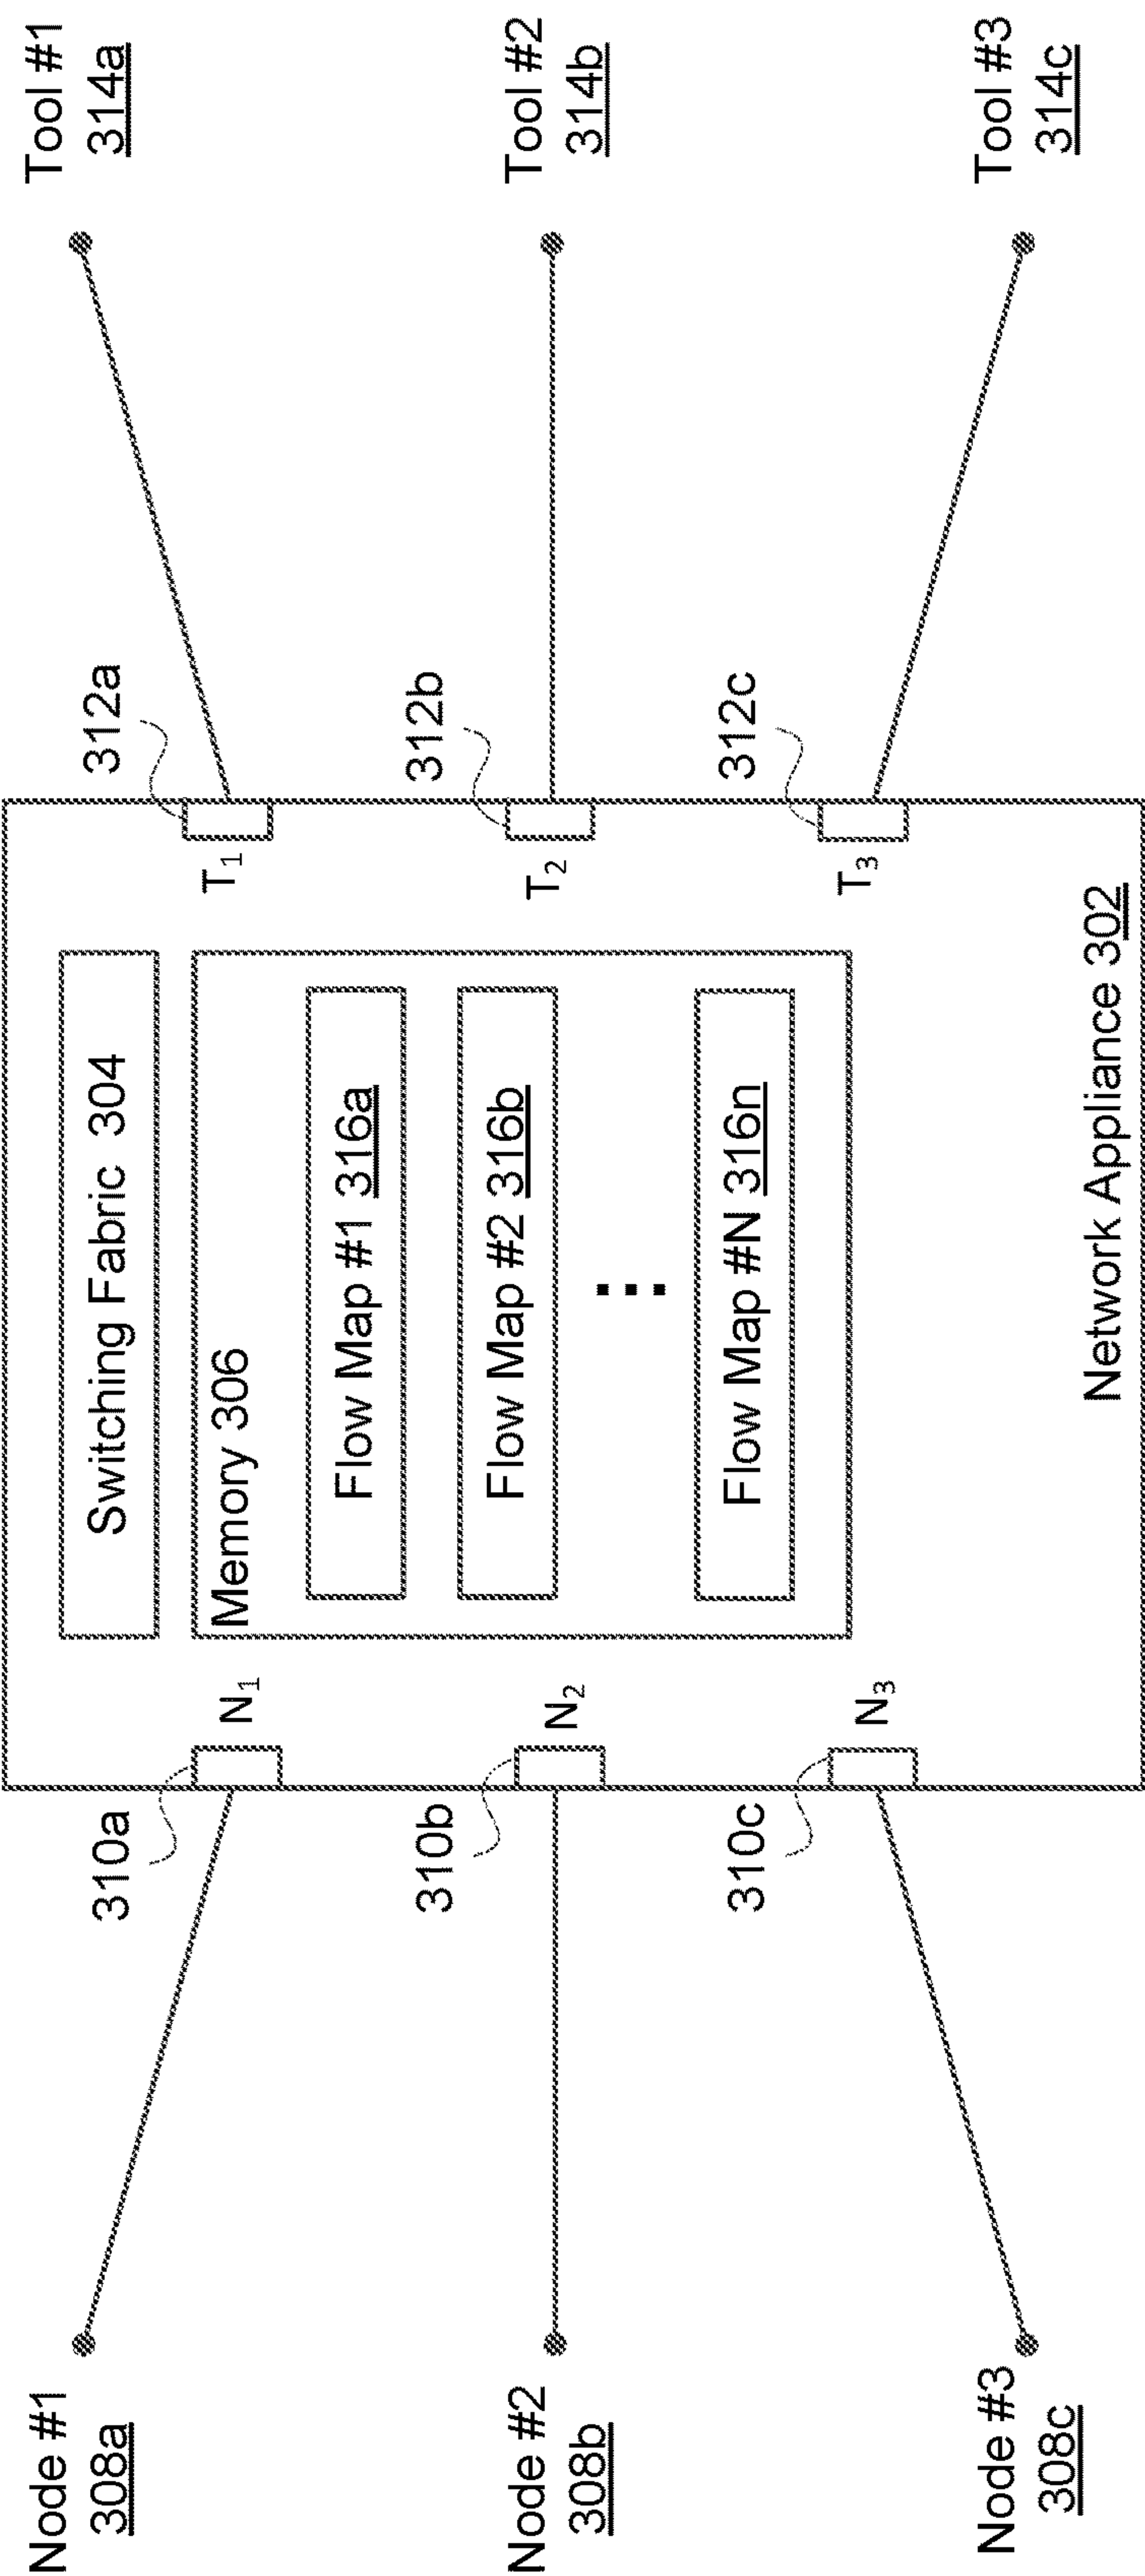 Node #1
308a
Node #2
308b
Node #3
308c
310a
310b
310c
N1
N2
N3
Switching Fabric 304
Memory 306
Flow Map #1 316a
Flow Map #2 316b
Flow Map #N 316n
Network Appliance 302
T1
T2
T3
312a
312b
312c
Tool #1
314a
Tool #2
314b
Tool #3
314c